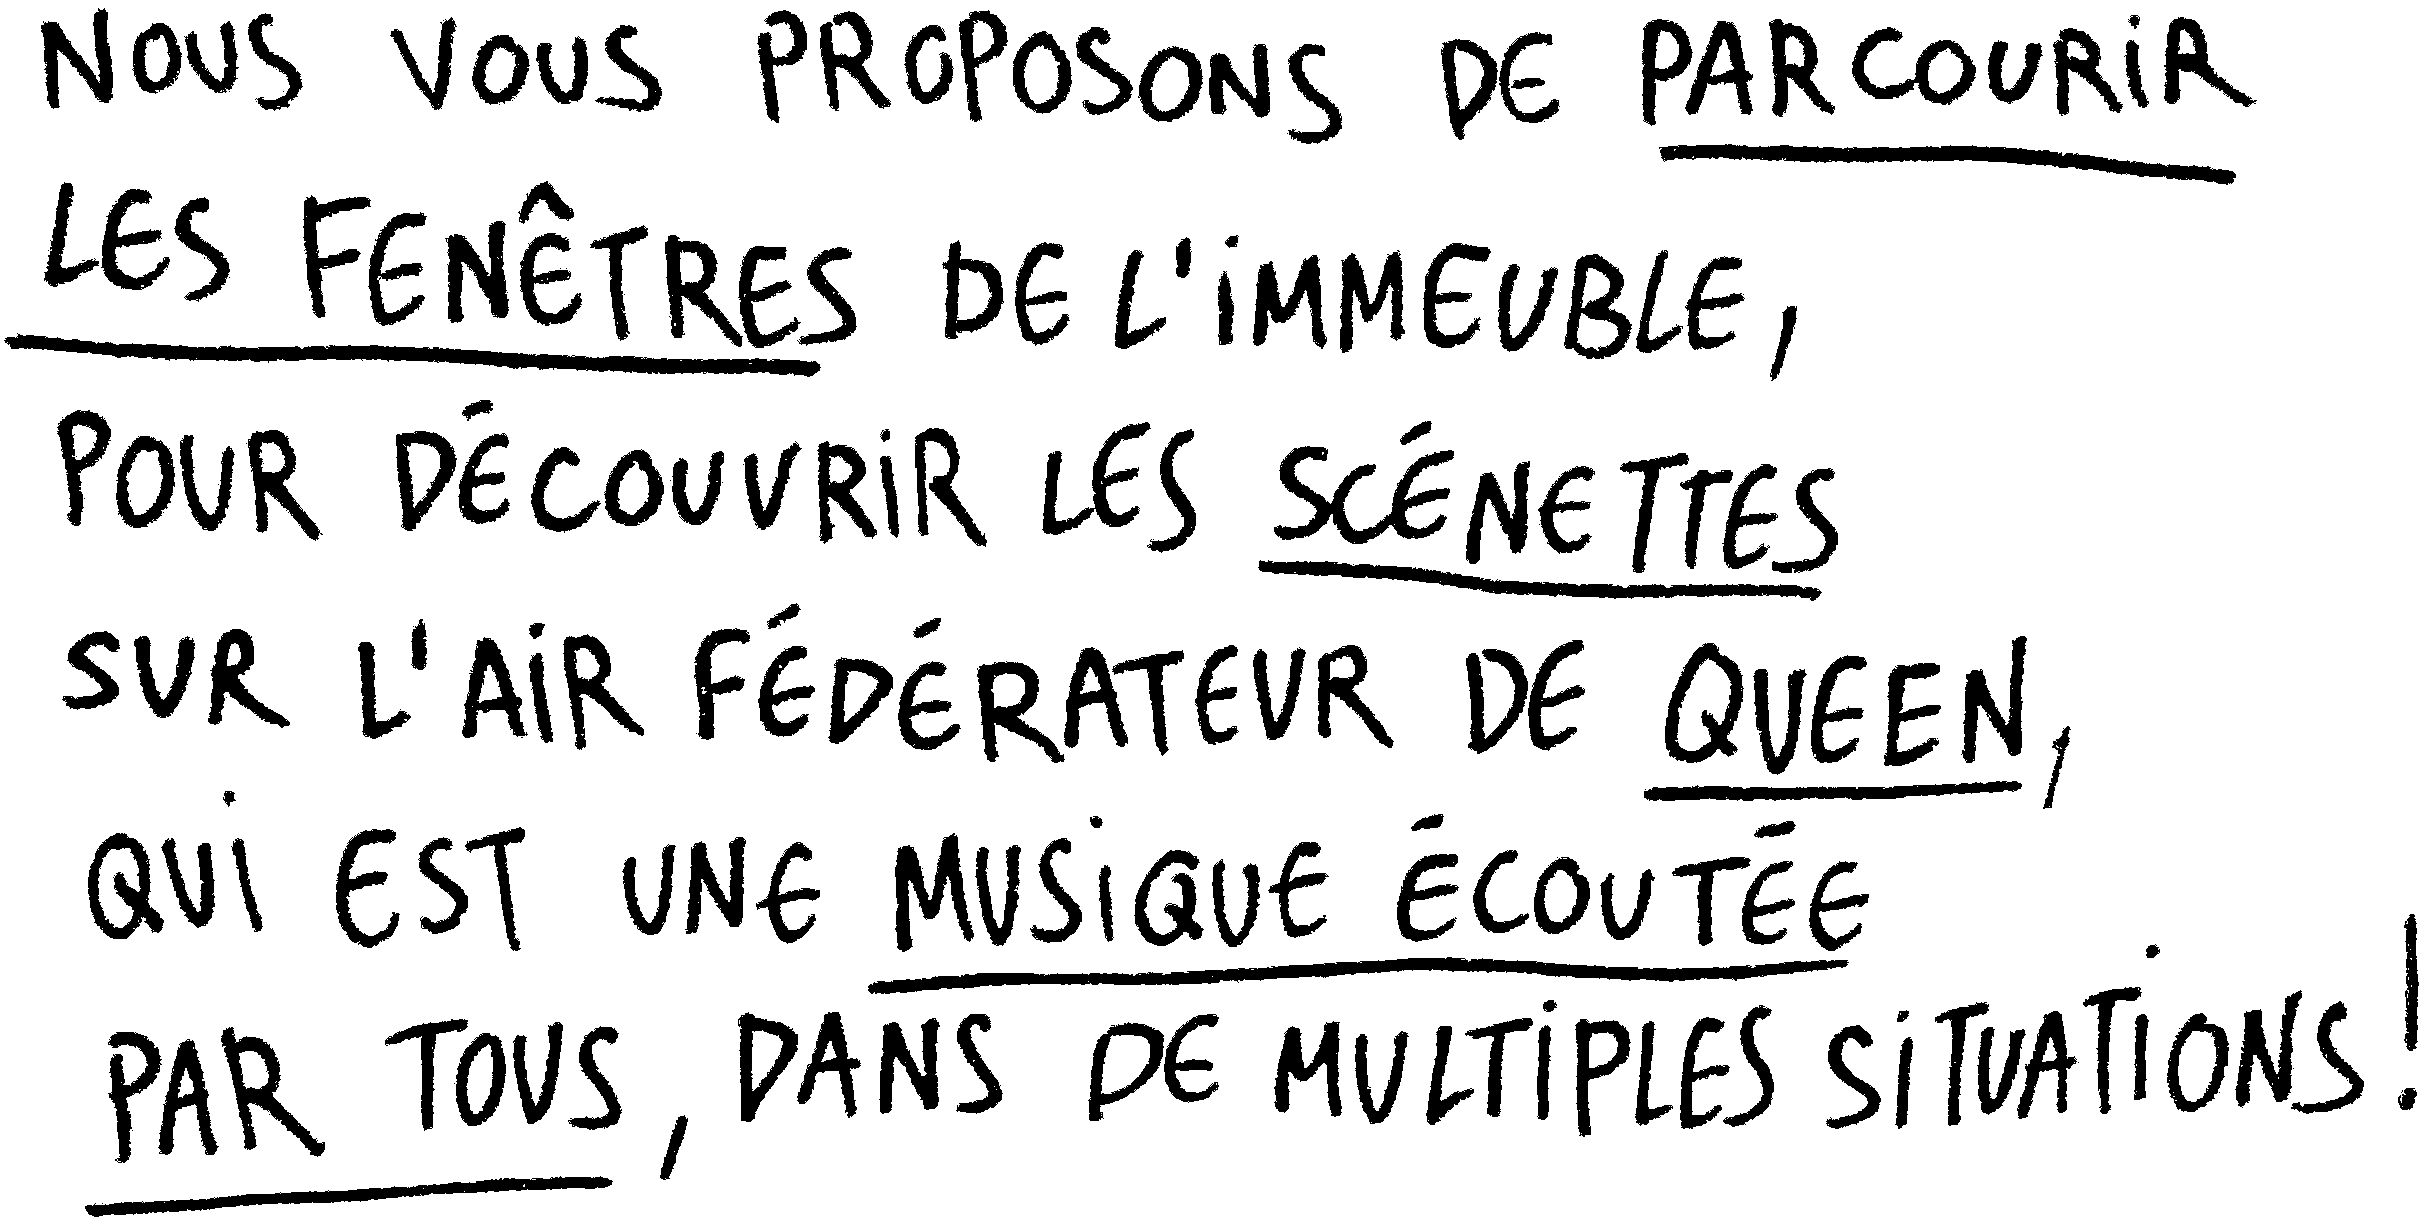 NOUS VOUS PROPOSONS DE PARCOURIR
LES FENÊTRES DE L'IMMEUBLE,
POUR DÉCOUVRIR LES SCÉNETTES
SUR L'AIR FÉDÉRATEUR DE QUEEN,
QUI EST UNE MUSIQUE ÉCOUTÉE
PAR TOUS, DANS DE MULTIPLES SITUATIONS!